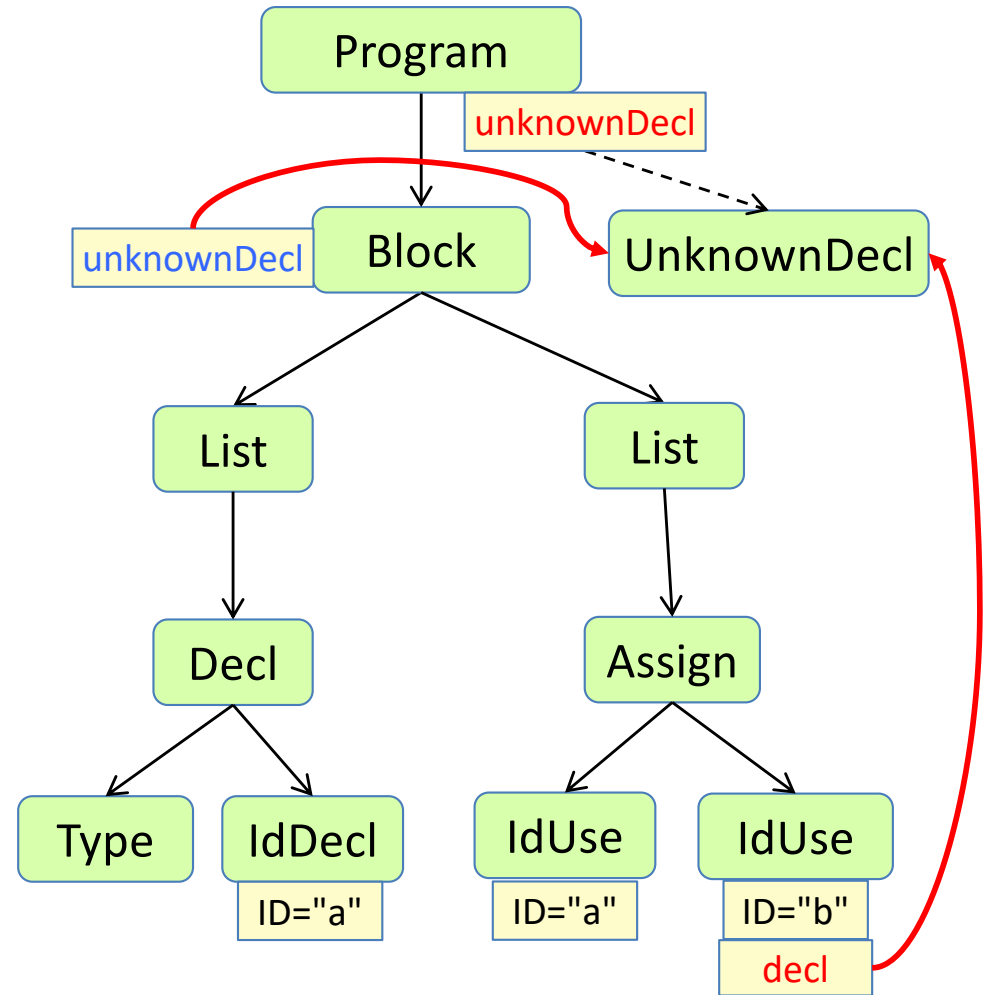 Program
unknownDecl
unknownDecl
Block
UnknownDecl
List
List
Decl
Assign
Type
IdDecl
IdUse
IdUse
ID="a"
ID="a"
ID="b"
decl